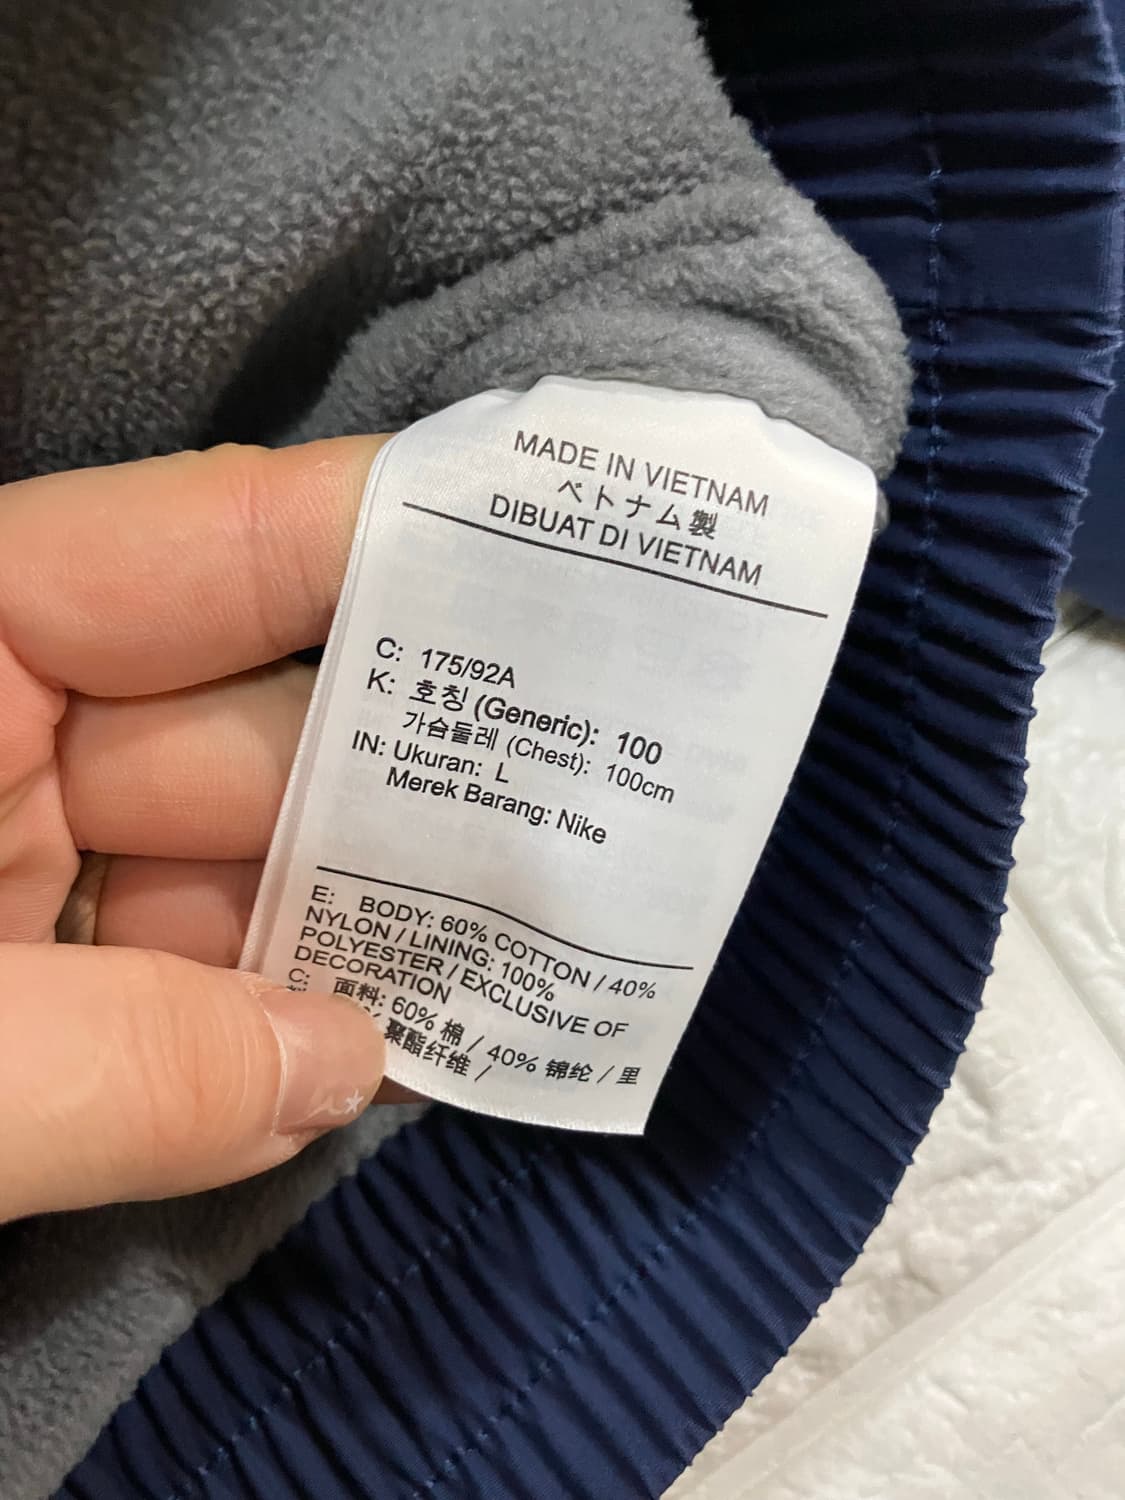 MADE IN VIETNAM
ベトナム製
DIBUAT DI VIETNAM
C: 175/92A
K: 호칭 (Generic): 100
가슴둘레 (Chest): 100cm
IN: Ukuran: L
Merek Barang: Nike
E: BODY: 60% COTTON / 40%
NYLON / LINING: 100%
POLYESTER / EXCLUSIVE OF
DECORATION
C: 面料: 60% 棉 / 40% 锦纶 / 里
% 聚酯纤维 /